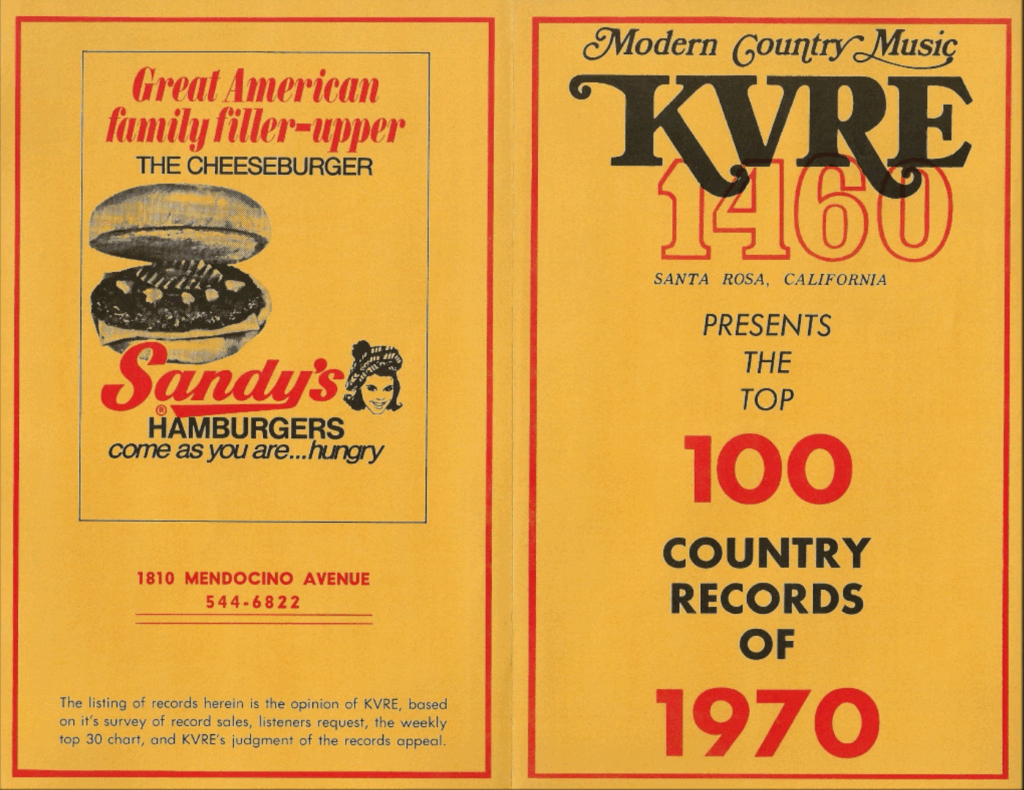 Great American
family filler-upper
THE CHEESEBURGER
Sandy's
®
HAMBURGERS
come as you are...hungry
1810 MENDOCINO AVENUE
544-6822
The listing of records herein is the opinion of KVRE, based
on it's survey of record sales, listeners request, the weekly
top 30 chart, and KVRE's judgment of the records appeal.
Modern Country Music
KVRE
1460
SANTA ROSA, CALIFORNIA
PRESENTS
THE
TOP
100
COUNTRY
RECORDS
OF
1970